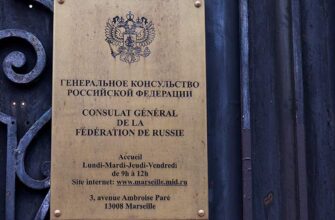 ГЕНЕРАЛЬНОЕ КОНСУЛЬСТВО
РОССИЙСКОЙ ФЕДЕРАЦИИ
CONSULAT GÉNÉRAL
DE LA
FÉDÉRATION DE RUSSIE
Accueil
Lundi-Mardi-Jeudi-Vendredi
de 9h à 12h
Site internet: www.marseille.mid.ru
3, avenue Ambroise Paré
13008 Marseille